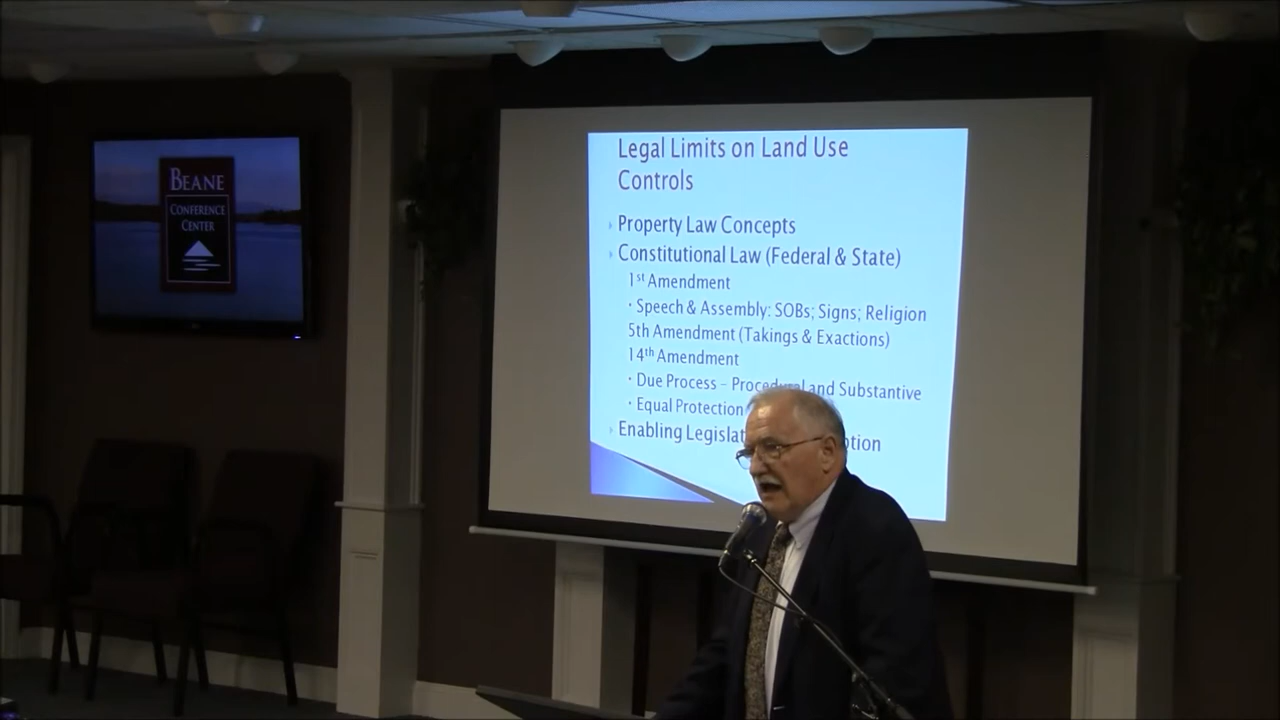 BEANE
CONFERENCE
CENTER
Legal Limits on Land Use
Controls
Property Law Concepts
Constitutional Law (Federal & State)
1st Amendment
• Speech & Assembly: SOBs; Signs; Religion
5th Amendment (Takings & Exactions)
14th Amendment
• Due Process – Procedural and Substantive
• Equal Protection
Enabling